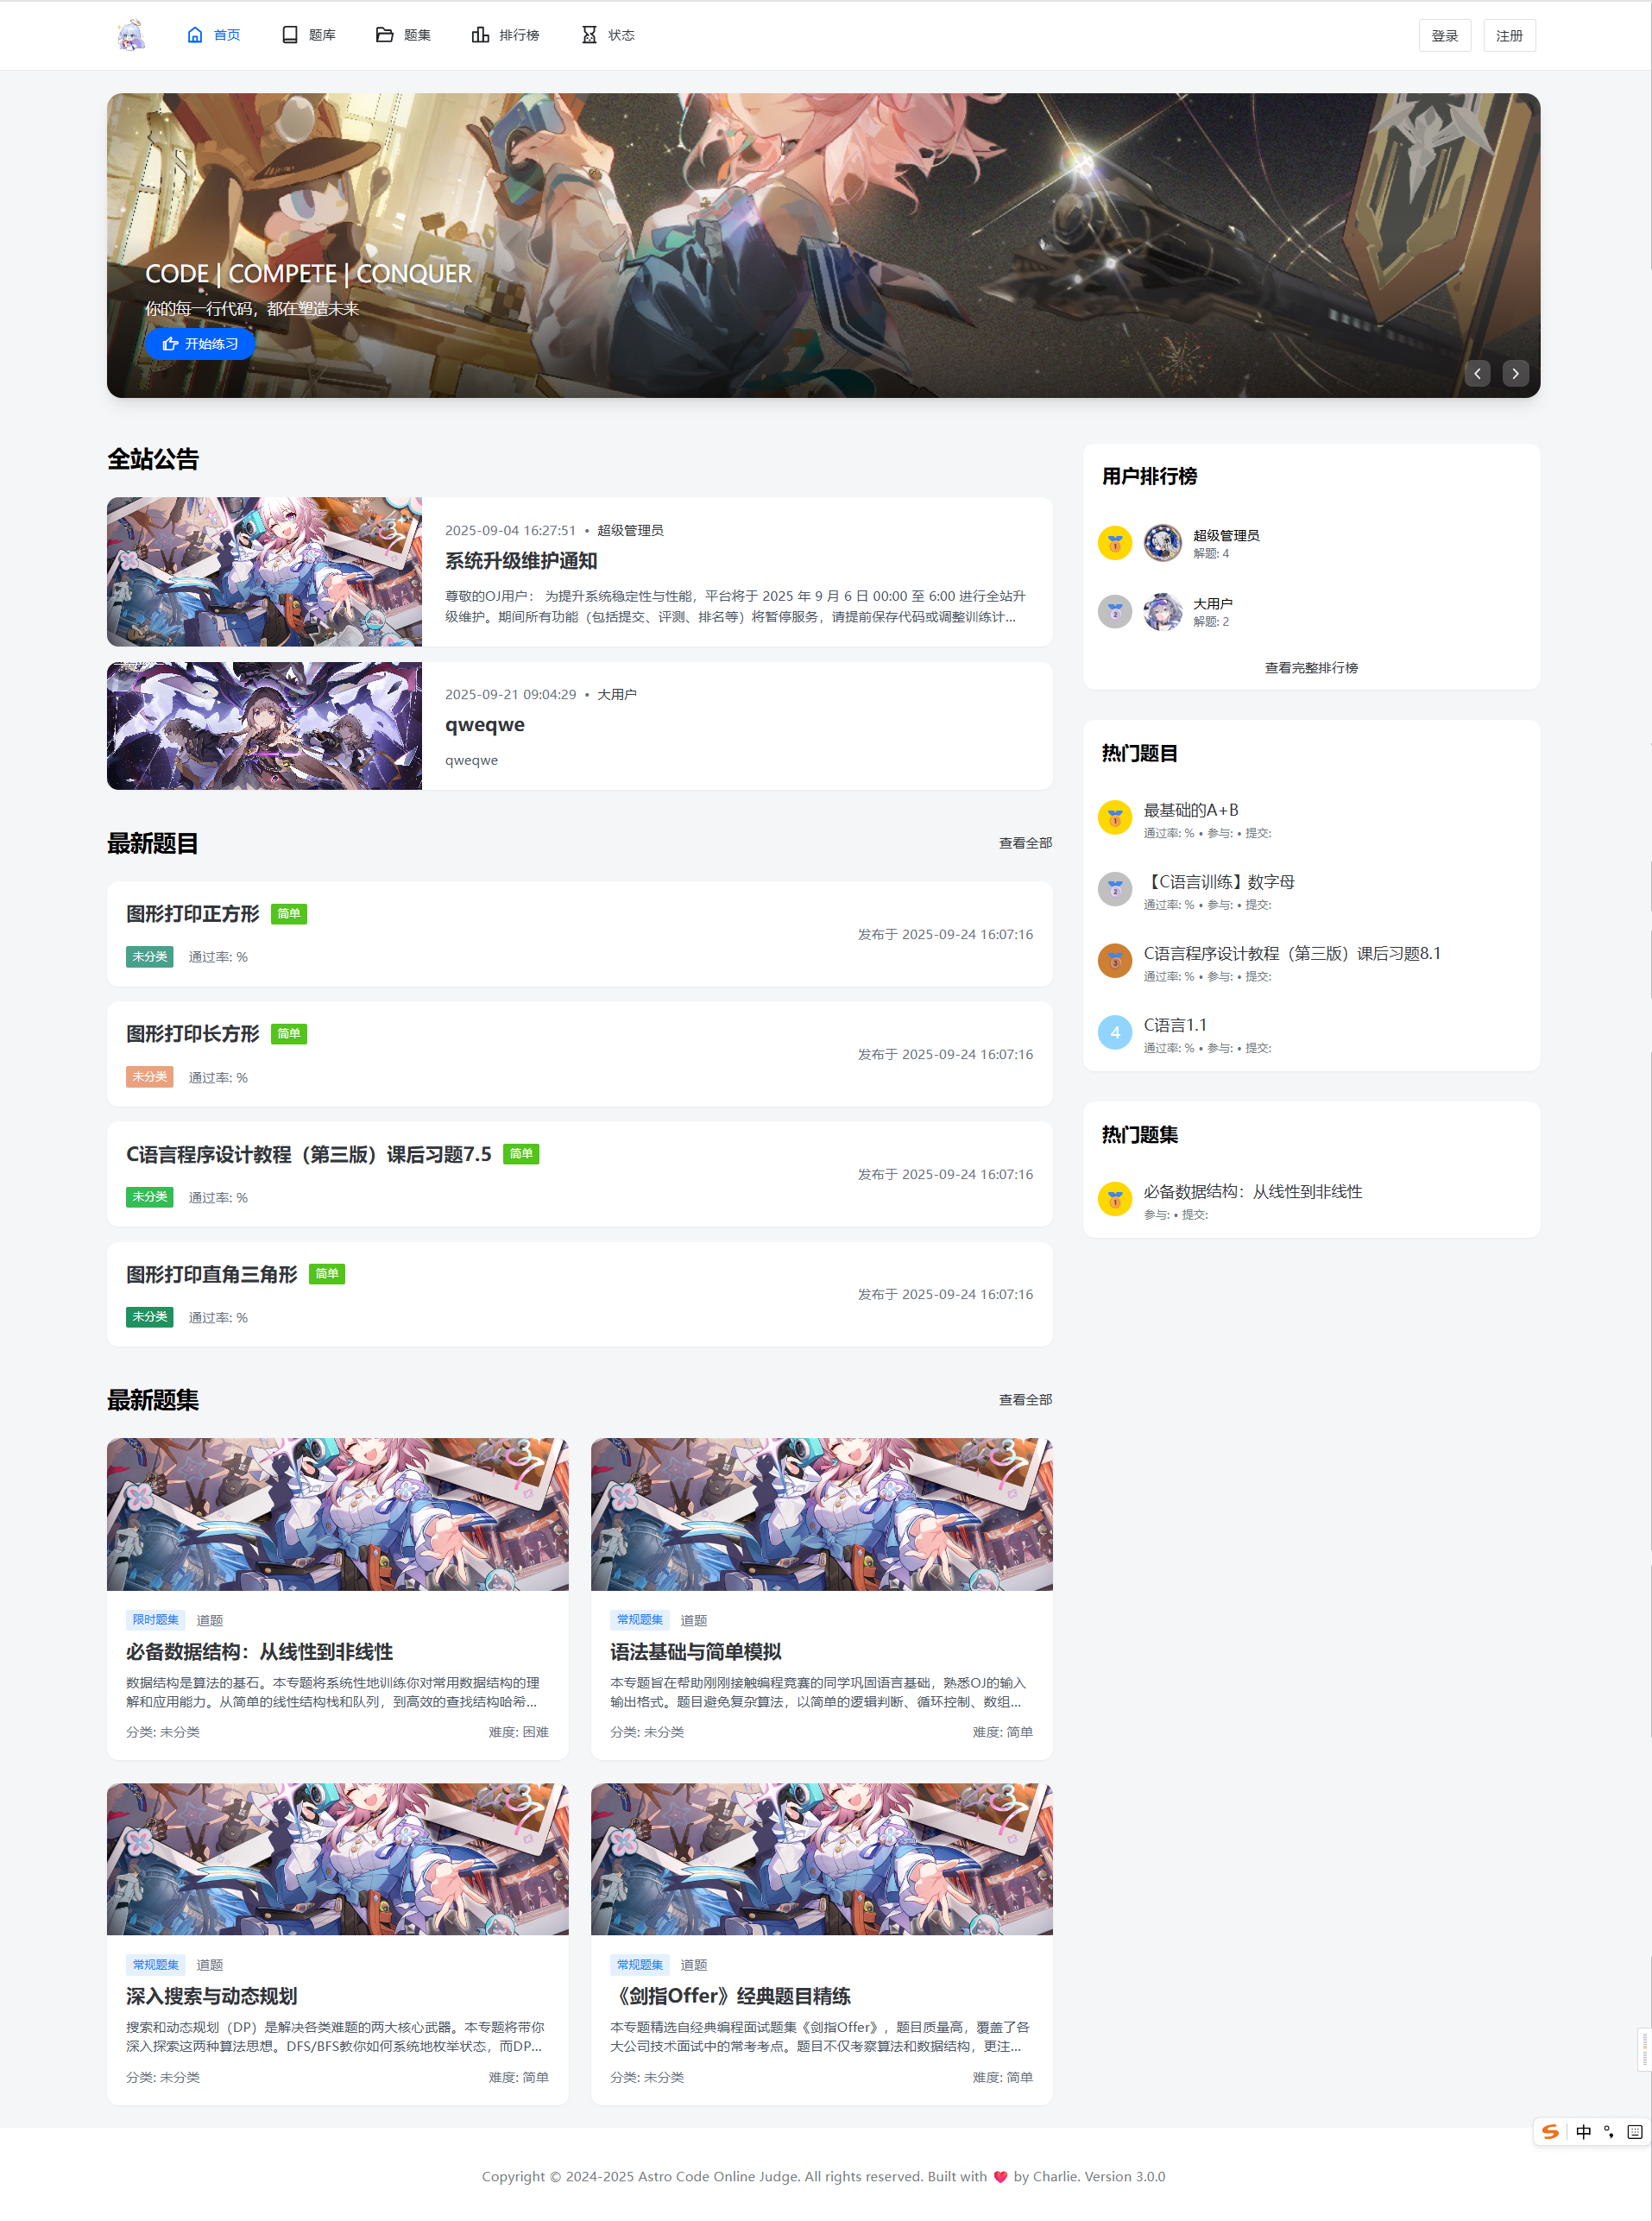 首页
题库
题集
排行榜
状态
登录
注册
CODE | COMPETE | CONQUER
你的每一行代码，都在塑造未来
开始练习
全站公告
2025-09-04 16:27:51 • 超级管理员
系统升级维护通知
尊敬的OJ用户： 为提升系统稳定性与性能，平台将于 2025 年 9 月 6 日 00:00 至 6:00 进行全站升
级维护。期间所有功能（包括提交、评测、排名等）将暂停服务，请提前保存代码或调整训练计...
2025-09-21 09:04:29 • 大用户
qweqwe
qweqwe
最新题目
查看全部
图形打印正方形 简单
未分类 通过率: %
发布于 2025-09-24 16:07:16
图形打印长方形 简单
未分类 通过率: %
发布于 2025-09-24 16:07:16
C语言程序设计教程（第三版）课后习题7.5 简单
未分类 通过率: %
发布于 2025-09-24 16:07:16
图形打印直角三角形 简单
未分类 通过率: %
发布于 2025-09-24 16:07:16
最新题集
查看全部
限时题集 道题
必备数据结构：从线性到非线性
数据结构是算法的基石。本专题将系统性地训练你对常用数据结构的理
解和应用能力。从简单的线性结构栈和队列，到高效的查找结构哈希...
分类: 未分类
难度: 困难
常规题集 道题
语法基础与简单模拟
本专题旨在帮助刚刚接触编程竞赛的同学巩固语言基础，熟悉OJ的输入
输出格式。题目避免复杂算法，以简单的逻辑判断、循环控制、数组...
分类: 未分类
难度: 简单
常规题集 道题
深入搜索与动态规划
搜索和动态规划（DP）是解决各类难题的两大核心武器。本专题将带你
深入探索这两种算法思想。DFS/BFS教你如何系统地枚举状态，而DP...
分类: 未分类
难度: 简单
常规题集 道题
《剑指Offer》经典题目精练
本专题精选自经典编程面试题集《剑指Offer》，题目质量高，覆盖了各
大公司技术面试中的常考考点。题目不仅考察算法和数据结构，更注...
分类: 未分类
难度: 简单
用户排行榜
1
超级管理员
解题: 4
2
大用户
解题: 2
查看完整排行榜
热门题目
1
最基础的A+B
通过率: % • 参与: • 提交:
2
【C语言训练】数字母
通过率: % • 参与: • 提交:
3
C语言程序设计教程（第三版）课后习题8.1
通过率: % • 参与: • 提交:
4
C语言1.1
通过率: % • 参与: • 提交:
热门题集
1
必备数据结构：从线性到非线性
参与: • 提交:
中
Copyright © 2024-2025 Astro Code Online Judge. All rights reserved. Built with ❤ by Charlie. Version 3.0.0